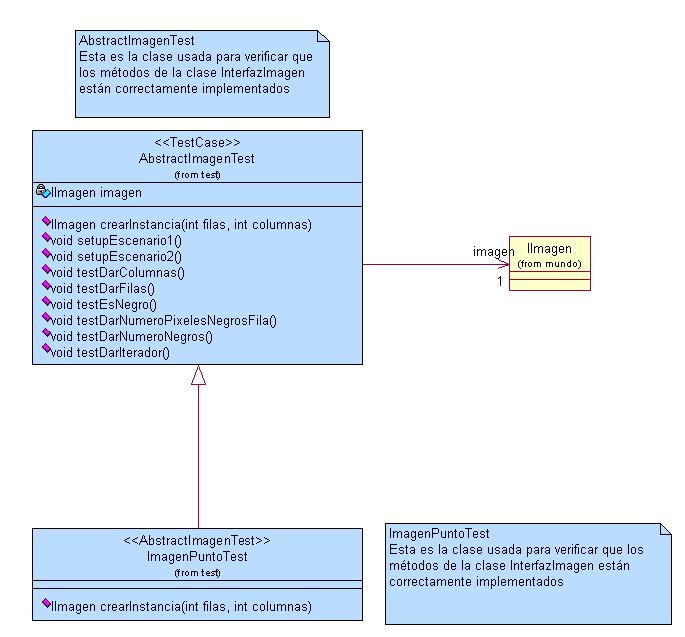 AbstractImagenTest
Esta es la clase usada para verificar que
los métodos de la clase InterfazImagen
están correctamente implementados
<<TestCase>>
AbstractImagenTest
(from test)
IImagen imagen
IImagen crearInstancia(int filas, int columnas)
void setupEscenario1()
void setupEscenario2()
void testDarColumnas()
void testDarFilas()
void testEsNegro()
void testDarNumeroPixelesNegrosFila()
void testDarNumeroNegros()
void testDarIterador()
imagen
1
IImagen
(from mundo)
<<AbstractImagenTest>>
ImagenPuntoTest
(from test)
IImagen crearInstancia(int filas, int columnas)
ImagenPuntoTest
Esta es la clase usada para verificar que los
métodos de la clase InterfazImagen están
correctamente implementados